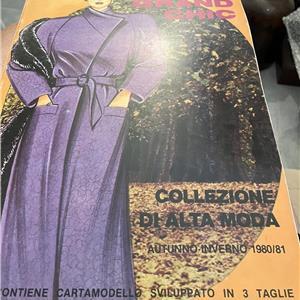 GRAND
CHIC
COLLEZIONE
DI ALTA MODA
AUTUNNO-INVERNO 1980/81
CONTIENE CARTAMODELLO SVILUPPATO IN 3 TAGLIE